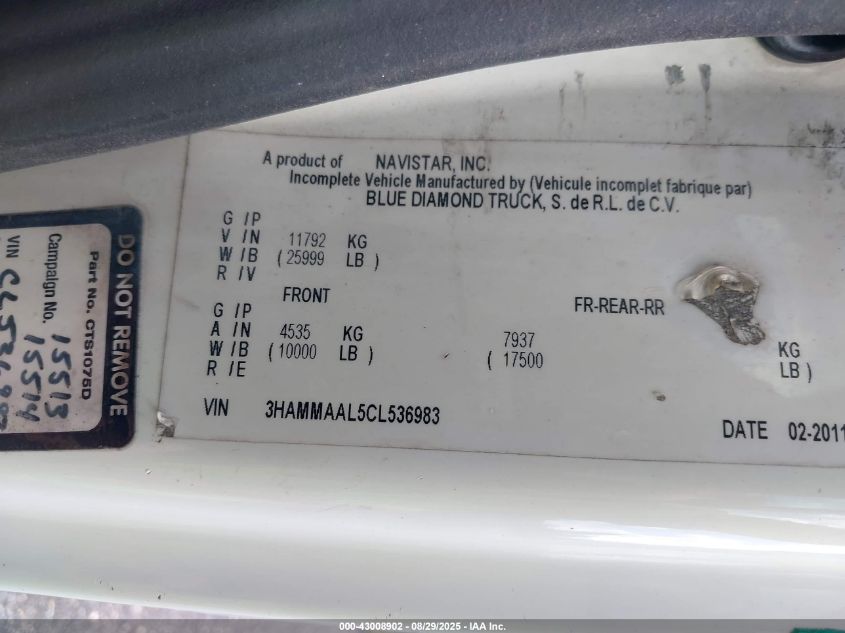 A product of NAVISTAR, INC.
Incomplete Vehicle Manufactured by (Vehicule incomplet fabrique par)
BLUE DIAMOND TRUCK, S. de R.L. de C.V.
G / P
V / N 11792 KG
W / B ( 25999 LB )
R / V
FRONT FR-REAR-RR
G / P
A / N 4535 KG 7937 KG
W / B ( 10000 LB ) ( 17500 LB )
R / E
VIN 3HAMMAAL5CL536983
DATE 02-2011
DO NOT REMOVE
Part No. CTS1075D
Campaign No. 15513
15514
VIN CL536983
000-43008902 - 08/29/2025 - IAA Inc.